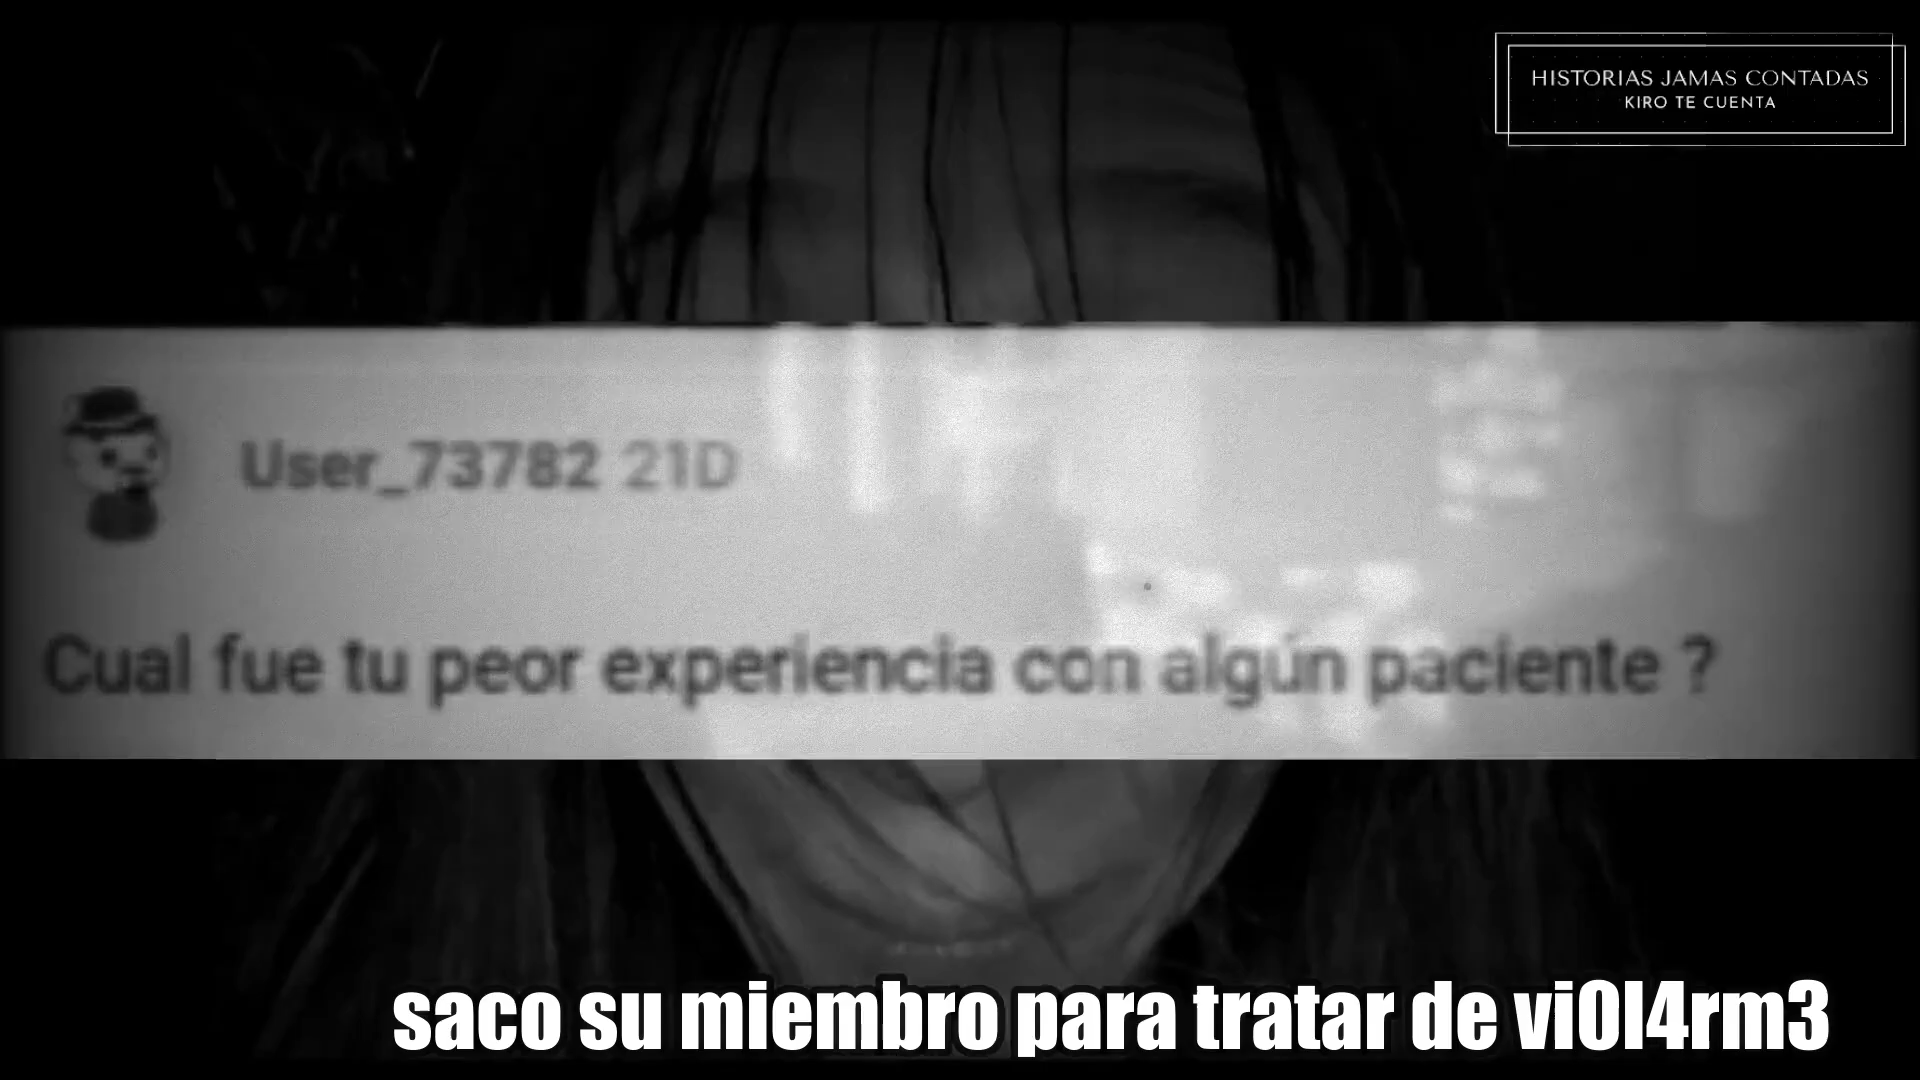 HISTORIAS JAMAS CONTADAS
KIRO TE CUENTA
User_73782 21D
Cual fue tu peor experiencia con algún paciente ?
saco su miembro para tratar de vi0l4rm3